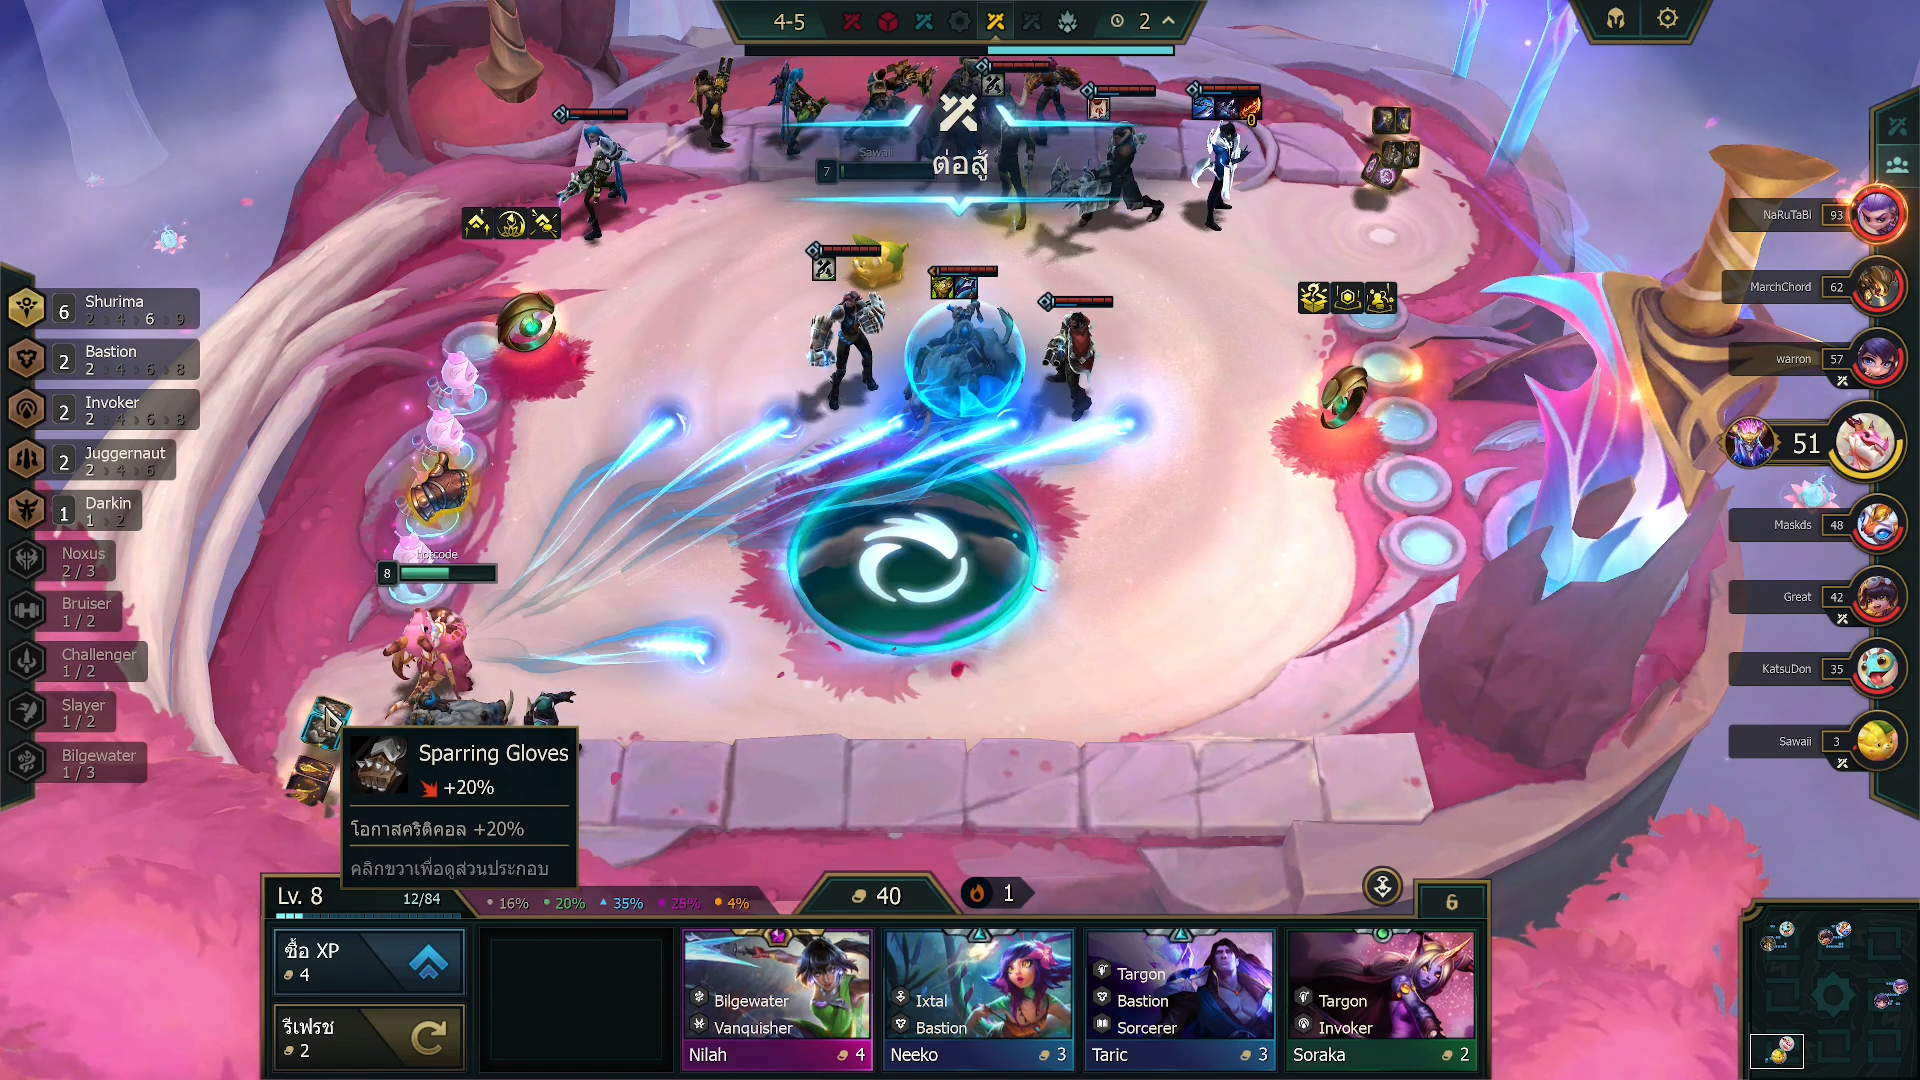 4-5
2
Sawaii
7
ต่อสู้
0
6
Shurima
2 4 6 9
2
Bastion
2 4 6 8
2
Invoker
2 4 6 8
2
Juggernaut
2 4 6
1
Darkin
1 2
Noxus
2 / 3
Bruiser
1 / 2
Challenger
1 / 2
Slayer
1 / 2
Bilgewater
1 / 3
hotcode
8
NaRuTaBi
93
MarchChord
62
warron
57
51
Maskds
48
Great
42
KatsuDon
35
Sawaii
3
Sparring Gloves
+20%
โอกาสคริติคอล +20%
คลิกขวาเพื่อดูส่วนประกอบ
Lv. 8
12/84
16%
20%
35%
25%
4%
40
1
6
ซื้อ XP
4
รีเฟรช
2
Bilgewater
Vanquisher
Nilah
4
Ixtal
Bastion
Neeko
3
Targon
Bastion
Sorcerer
Taric
3
Targon
Invoker
Soraka
2